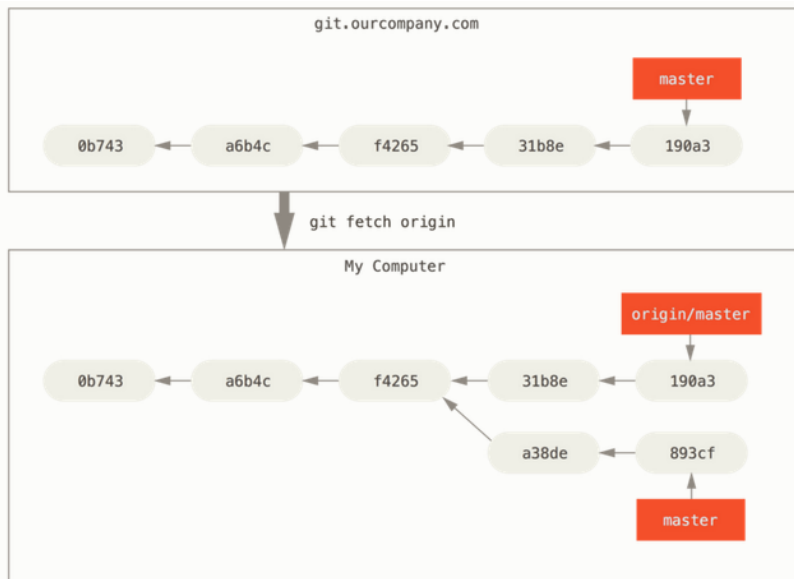 git.ourcompany.com
master
0b743 a6b4c f4265 31b8e 190a3
git fetch origin
My Computer
origin/master
0b743 a6b4c f4265 31b8e 190a3
a38de 893cf
master